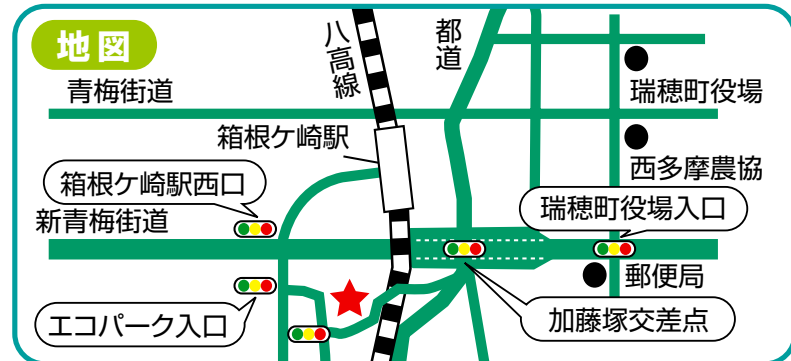 地図
八高線
都道
青梅街道
瑞穂町役場
箱根ケ崎駅
西多摩農協
箱根ケ崎駅西口
瑞穂町役場入口
新青梅街道
郵便局
エコパーク入口
加藤塚交差点